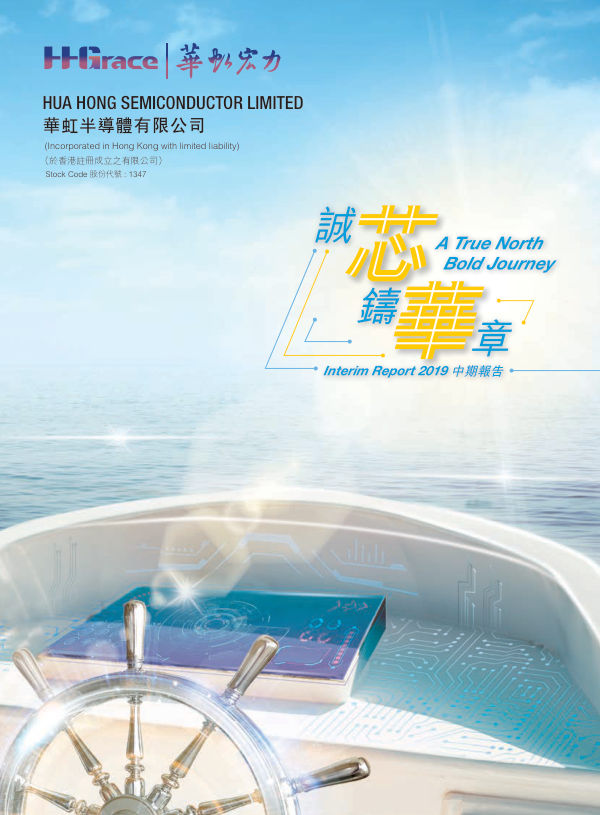 HHGrace 華虹宏力
HUA HONG SEMICONDUCTOR LIMITED
華虹半導體有限公司
(Incorporated in Hong Kong with limited liability)
（於香港註冊成立之有限公司）
Stock Code 股份代號 : 1347
誠芯
A True North
Bold Journey
鑄華章
Interim Report 2019 中期報告